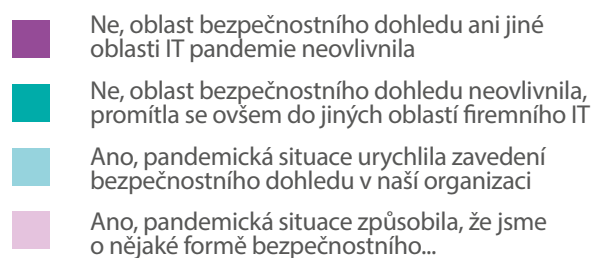 Ne, oblast bezpečnostního dohledu ani jiné
oblasti IT pandemie neovlivnila
Ne, oblast bezpečnostního dohledu neovlivnila,
promítla se ovšem do jiných oblastí firemního IT
Ano, pandemická situace urychlila zavedení
bezpečnostního dohledu v naší organizaci
Ano, pandemická situace způsobila, že jsme
o nějaké formě bezpečnostního...